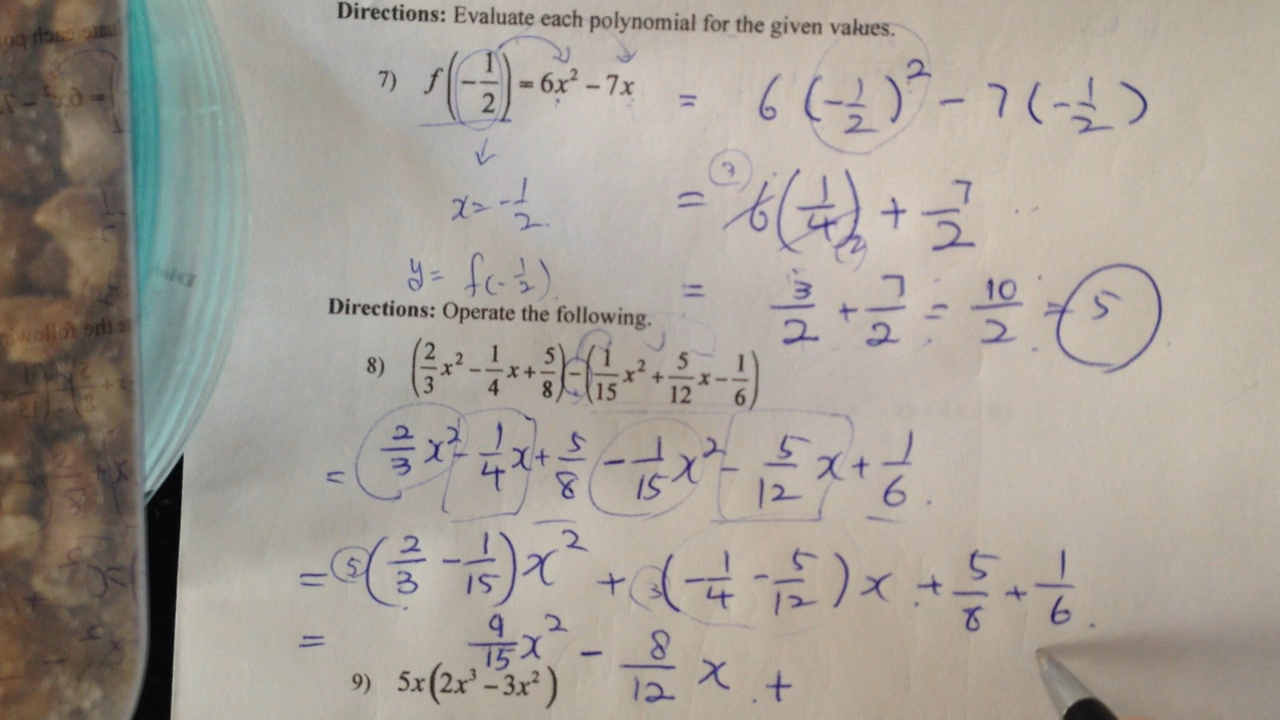 Directions: Evaluate each polynomial for the given values.
7) f(-1/2) = 6x² - 7x = 6(-1/2)² - 7(-1/2)
x = -1/2. = ③ 6(1/4)② + 7/2
y = f(-1/2). = 3/2 + 7/2 = 10/2 = 5
Directions: Operate the following.
8) (2/3x² - 1/4x + 5/8) - (1/15x² + 5/12x - 1/6)
= 2/3x² - 1/4x + 5/8 - 1/15x² - 5/12x + 1/6.
= ⑤(2/3 - 1/15)x² + ③(-1/4 - 5/12)x + 5/8 + 1/6.
= 9/15x² - 8/12x +
9) 5x(2x³ - 3x²)